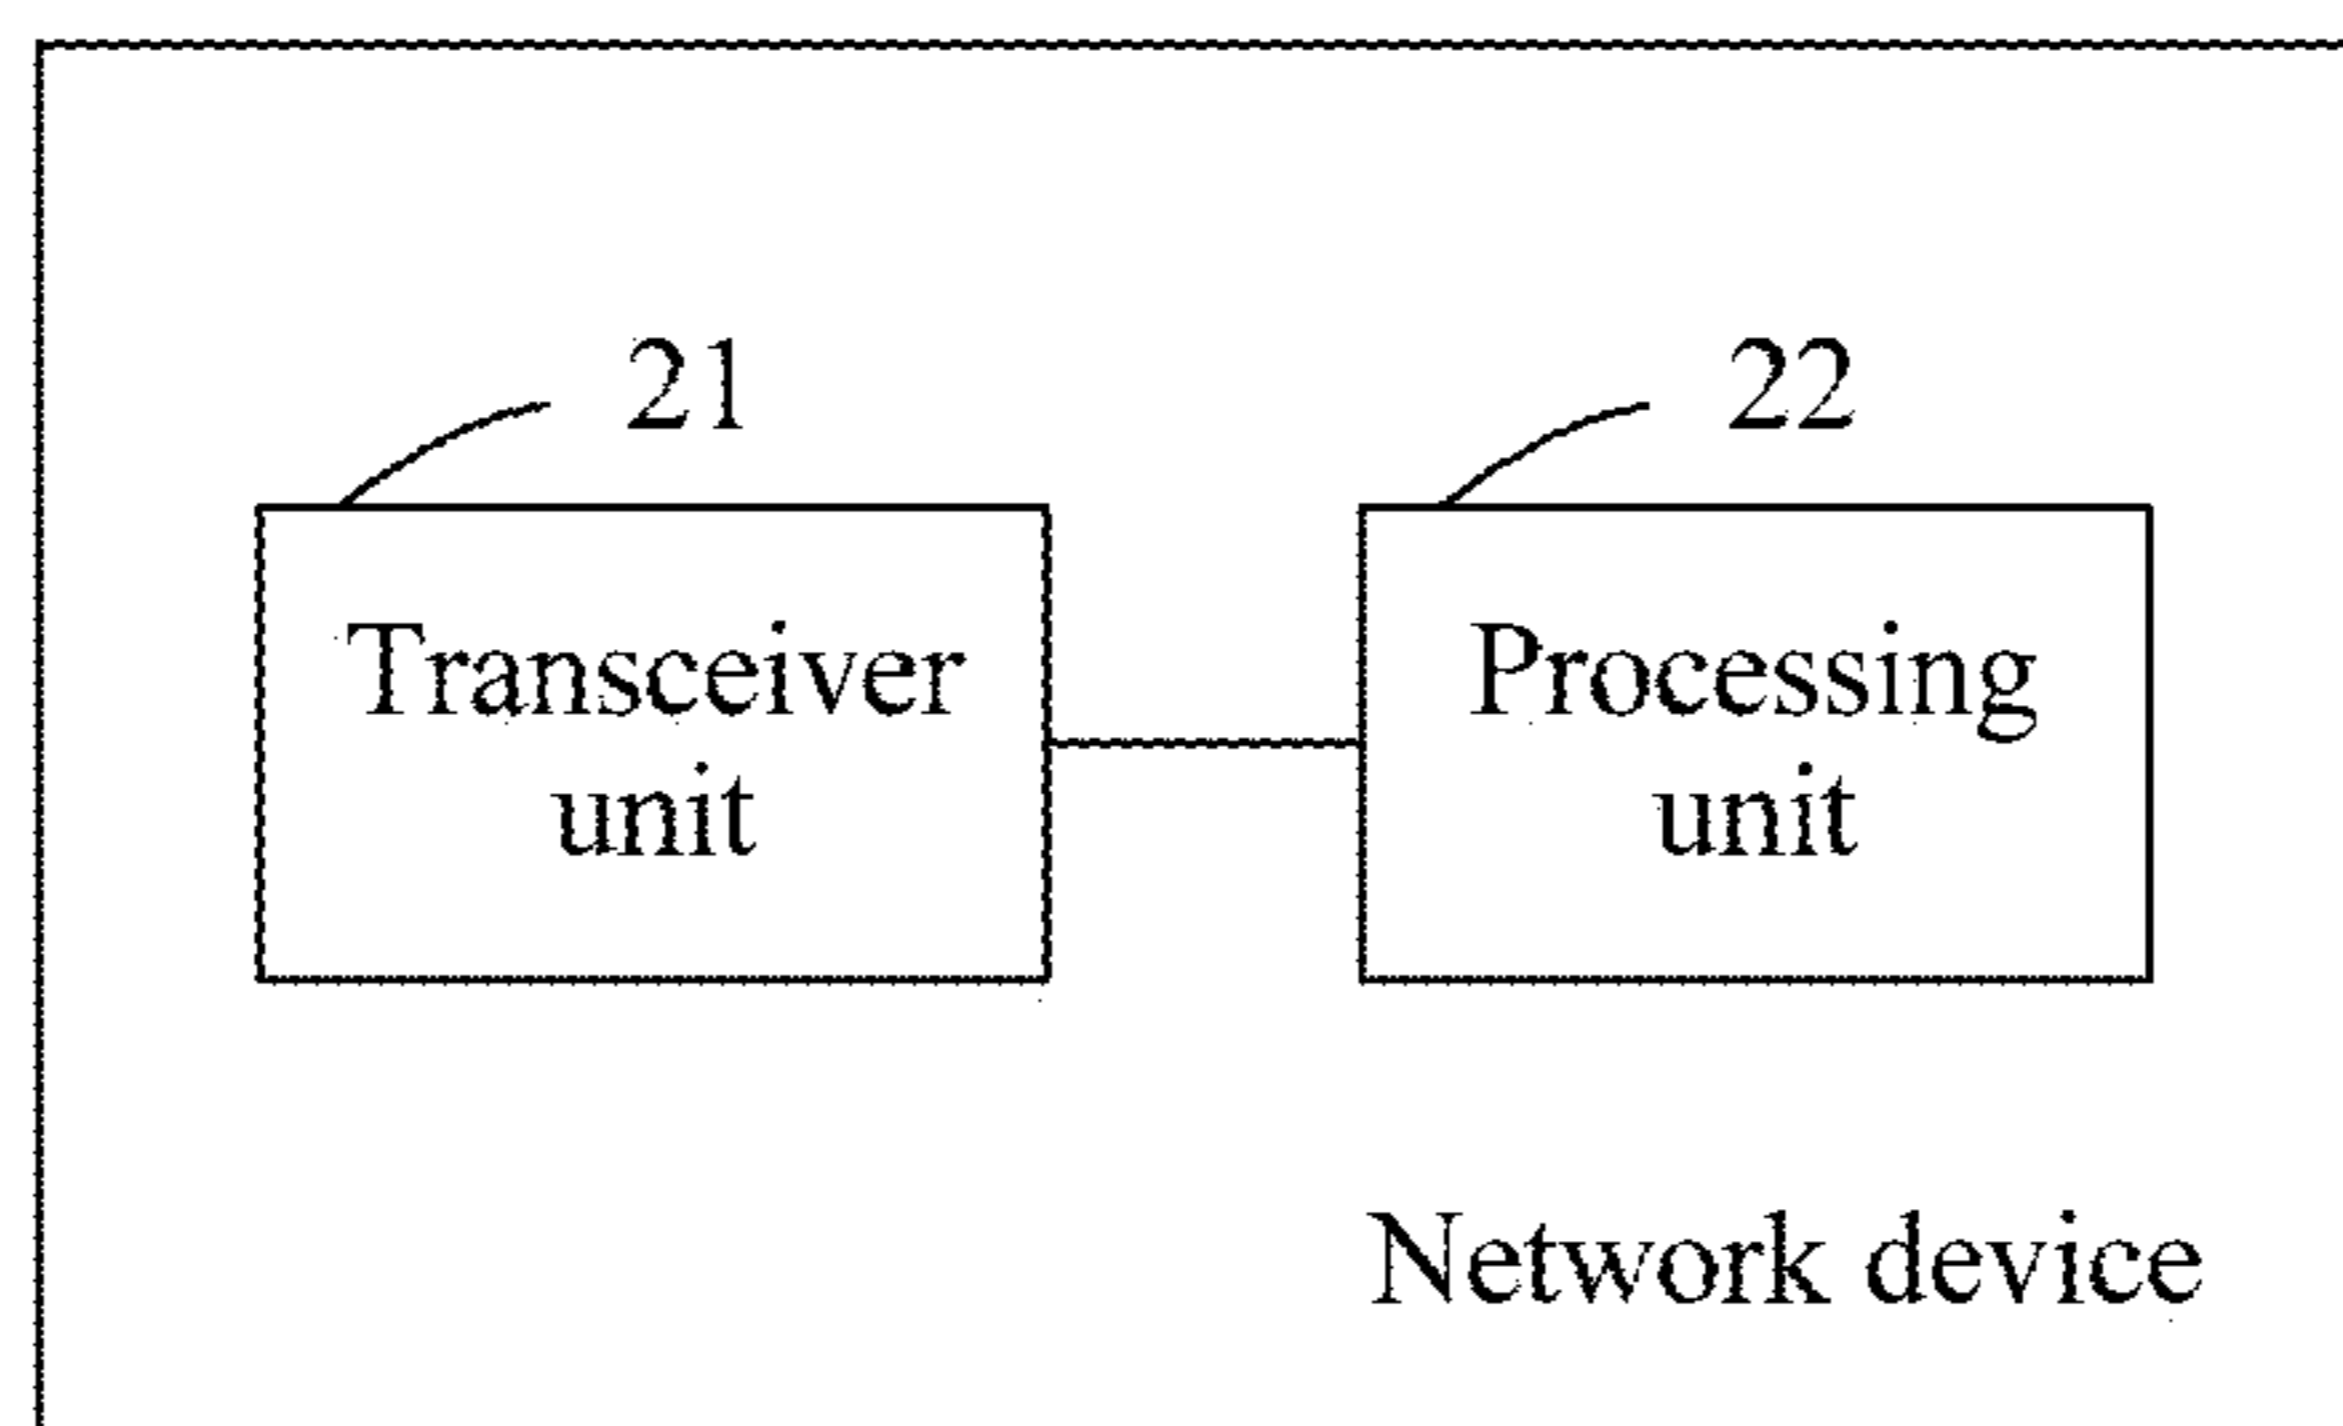 21
22
Transceiver
unit
Processing
unit
Network device